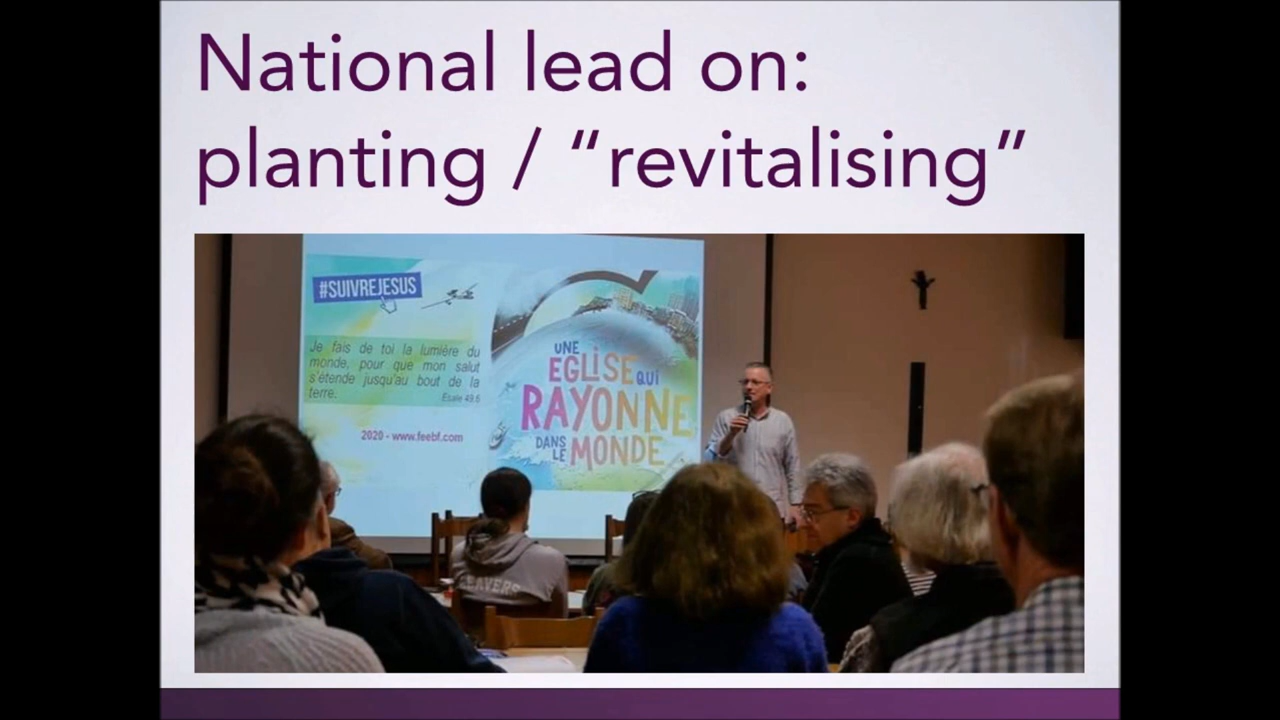 National lead on:
planting / “revitalising”
#SUIVREJESUS
Je fais de toi la lumière du
monde, pour que mon salut
s'étende jusqu'au bout de la
terre.
Esaïe 49.6
2020 - www.feebf.com
UNE
EGLISE QUI
RAYONNE
DANS
LE MONDE
LEAVERS